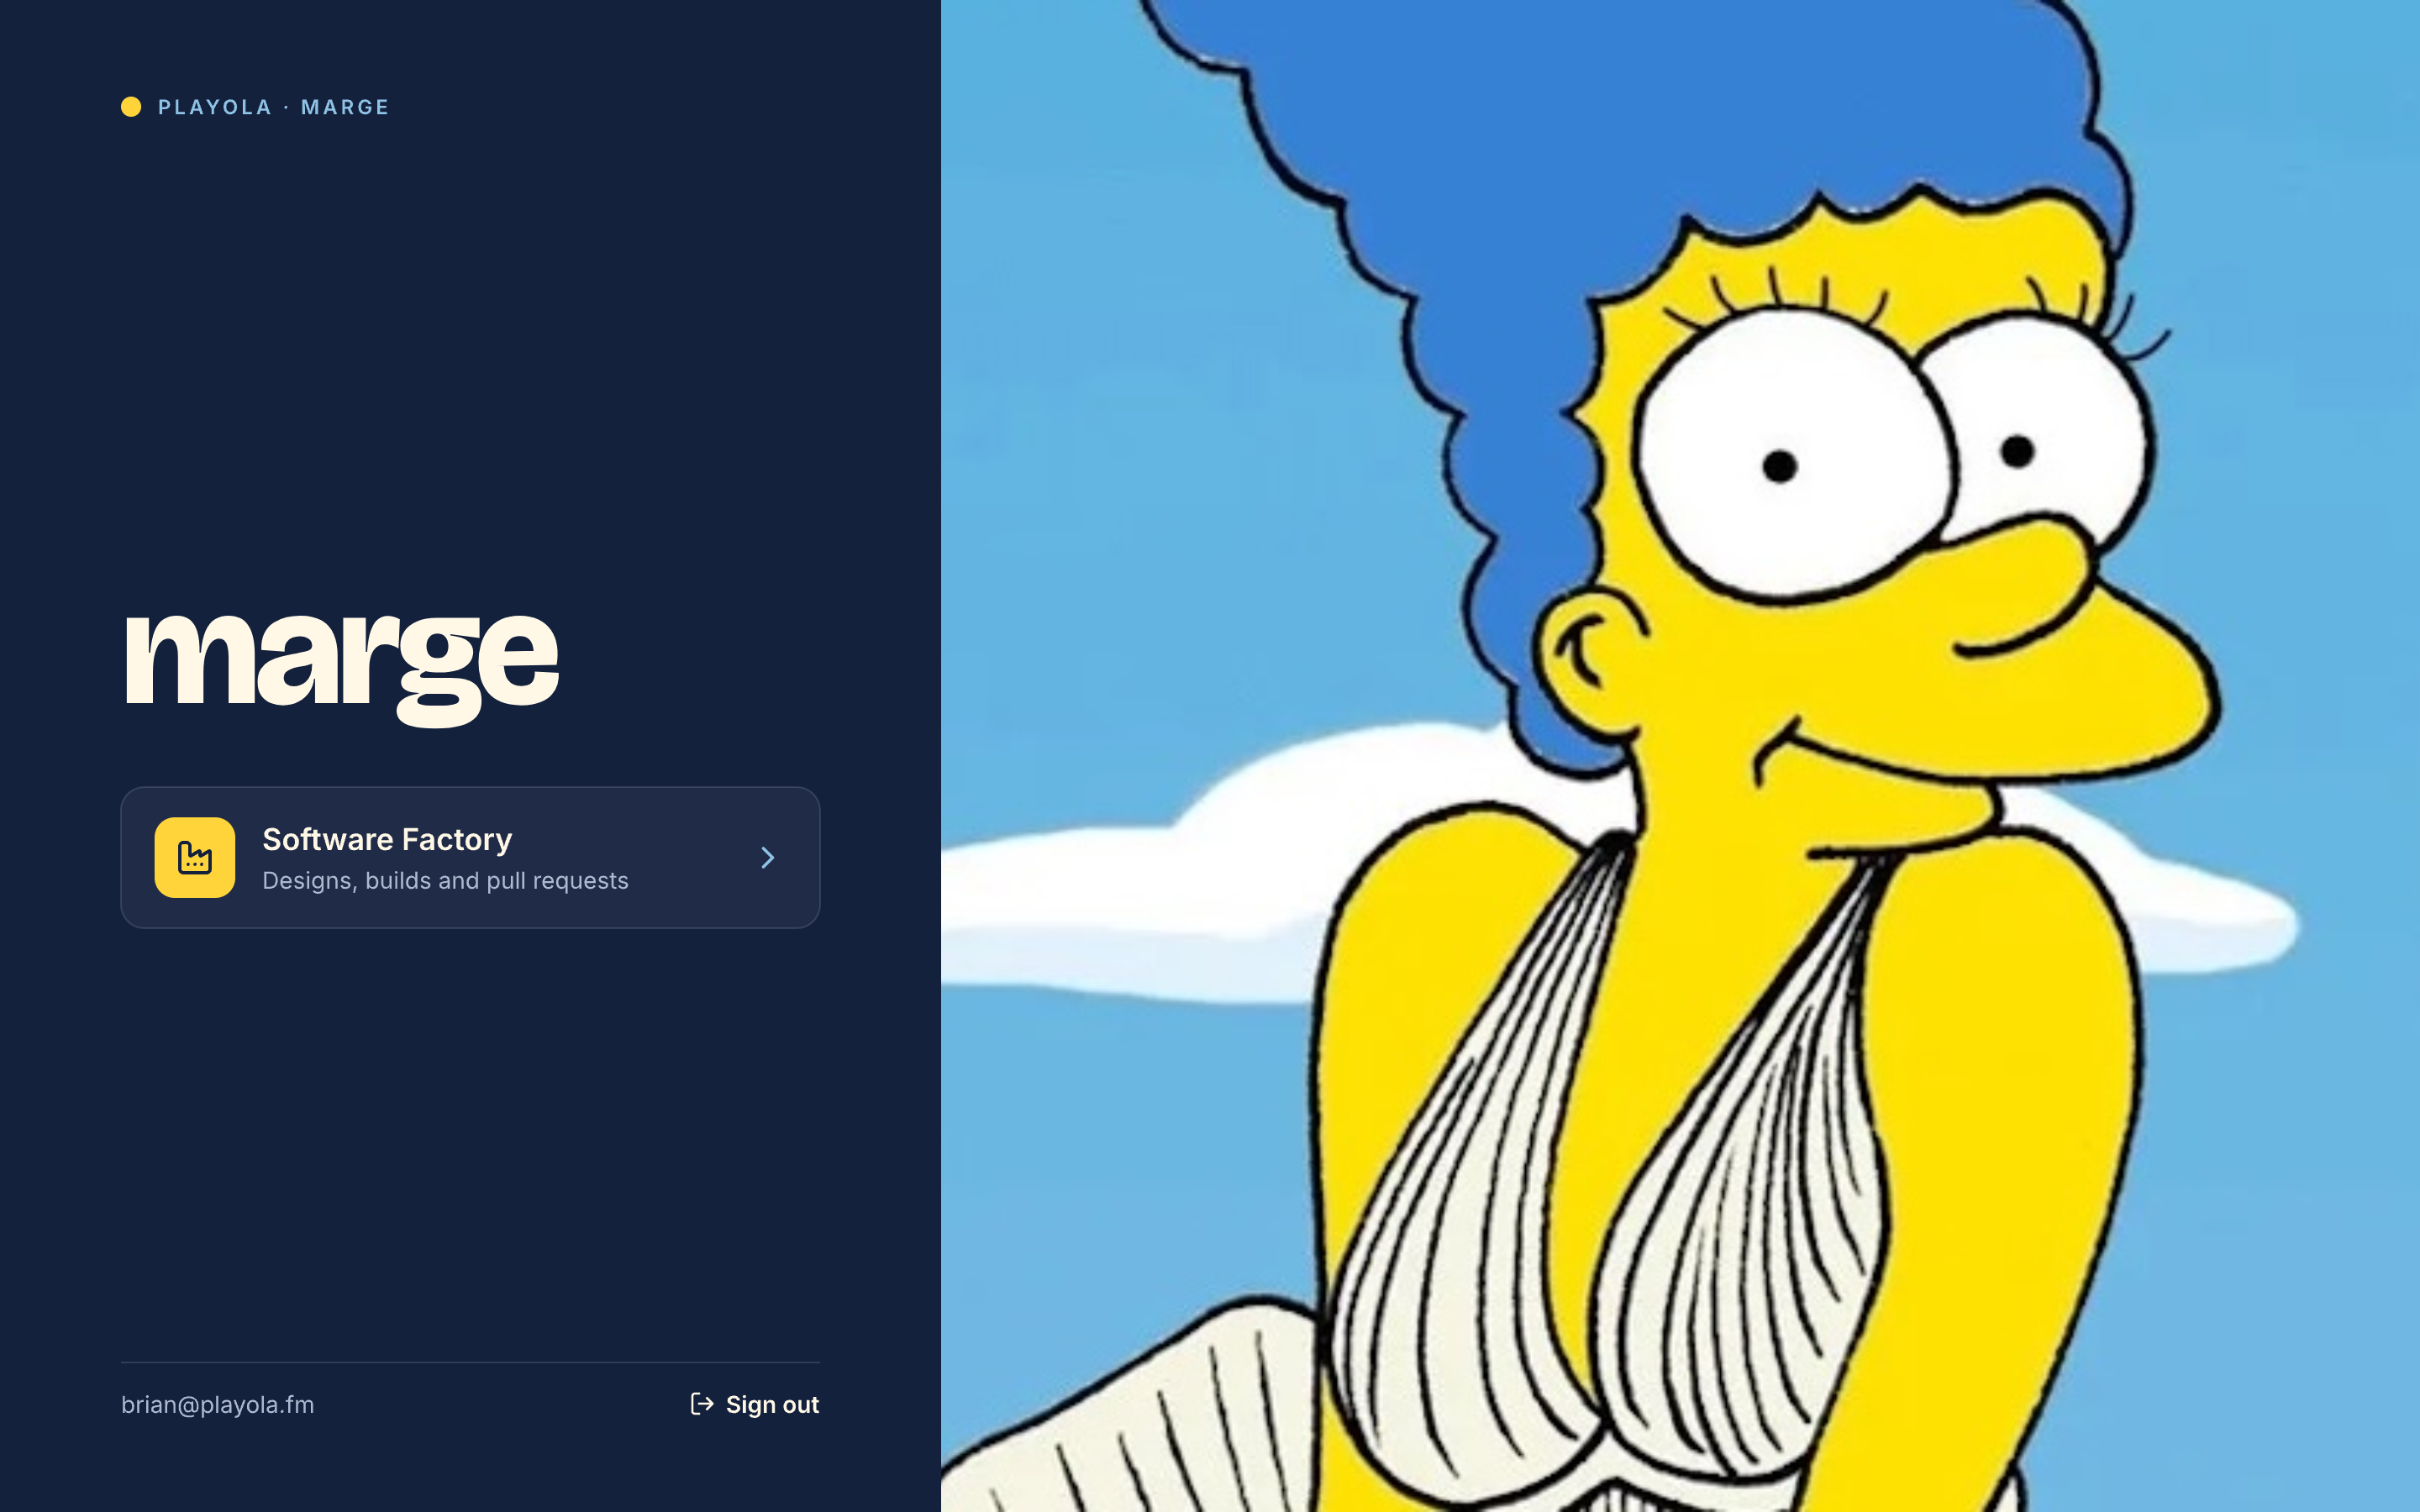 PLAYOLA · MARGE
marge
Software Factory
Designs, builds and pull requests
brian@playola.fm
Sign out